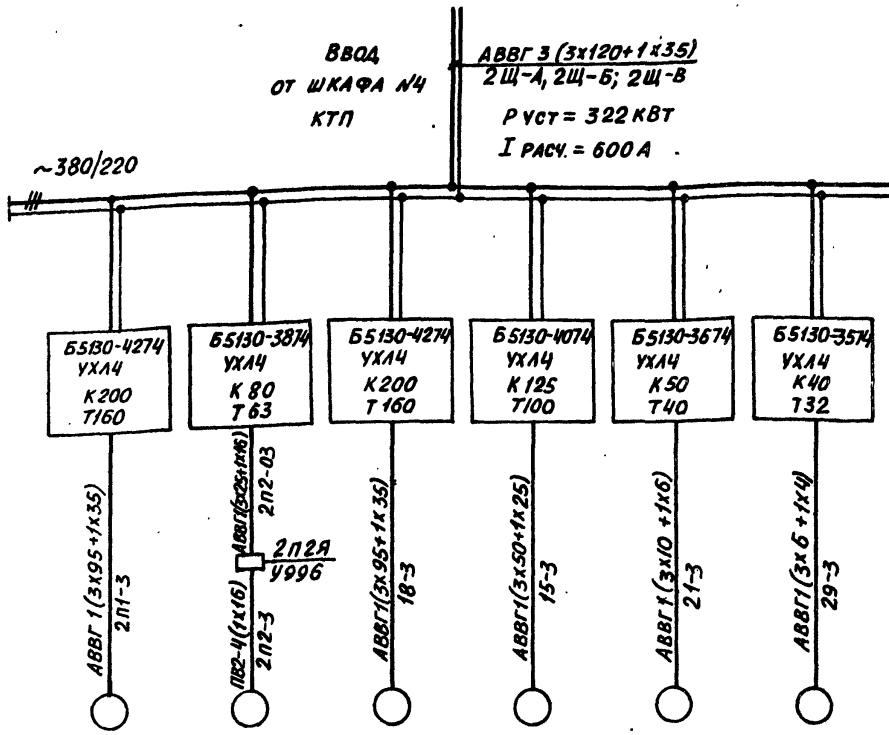 ВВОД
ОТ ШКАФА №4
КТП
АВВГ 3 (3х120+1х35)
2Щ-А, 2Щ-Б; 2Щ-В
Р УСТ = 322 КВТ
I РАСЧ. = 600 А
~380/220
Б5130-4274
УХЛ4
К200
Т160
Б5130-3874
УХЛ4
К 80
Т 63
Б5130-4274
УХЛ4
К200
Т 160
Б5130-4074
УХЛ4
К 125
Т100
Б5130-3674
УХЛ4
К 50
Т 40
Б5130-3574
УХЛ4
К40
Т32
АВВГ 1(3х95+1х35)
2П1-3
АВВГ1(3х25+1х16)
2П2-03
2П2Я
У996
ПВ2-4(1х16)
2П2-3
АВВГ1(3х95+1х35)
18-3
АВВГ1(3х50+1х25)
15-3
АВВГ1(3х10+1х6)
21-3
АВВГ1(3х6+1х4)
29-3